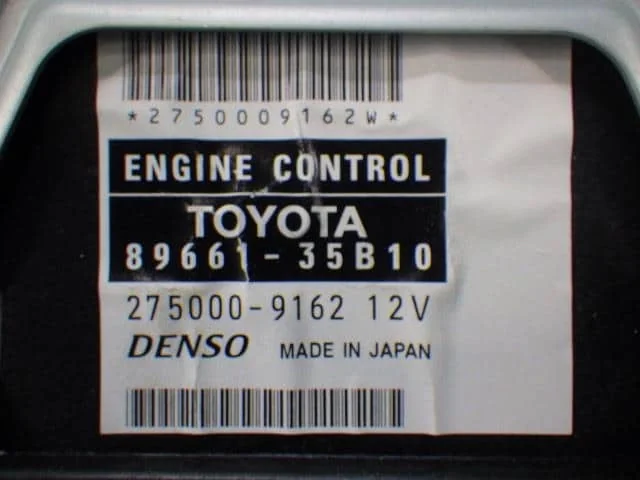 *2750009162W*
ENGINE CONTROL
TOYOTA
89661-35B10
275000-9162 12V
DENSO MADE IN JAPAN